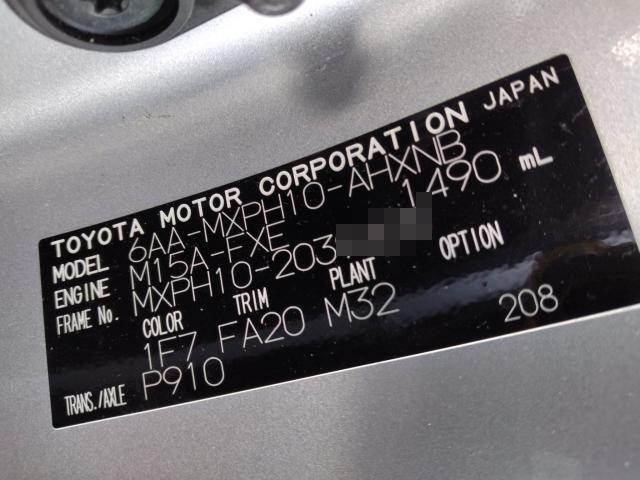 TOYOTA MOTOR CORPORATION JAPAN
MODEL 6AA-MXPH10-AHXNB
ENGINE M15A-FXE 1490 mL
FRAME No. MXPH10-203
COLOR TRIM PLANT OPTION
1F7 FA20 M32 208
TRANS./AXLE P910